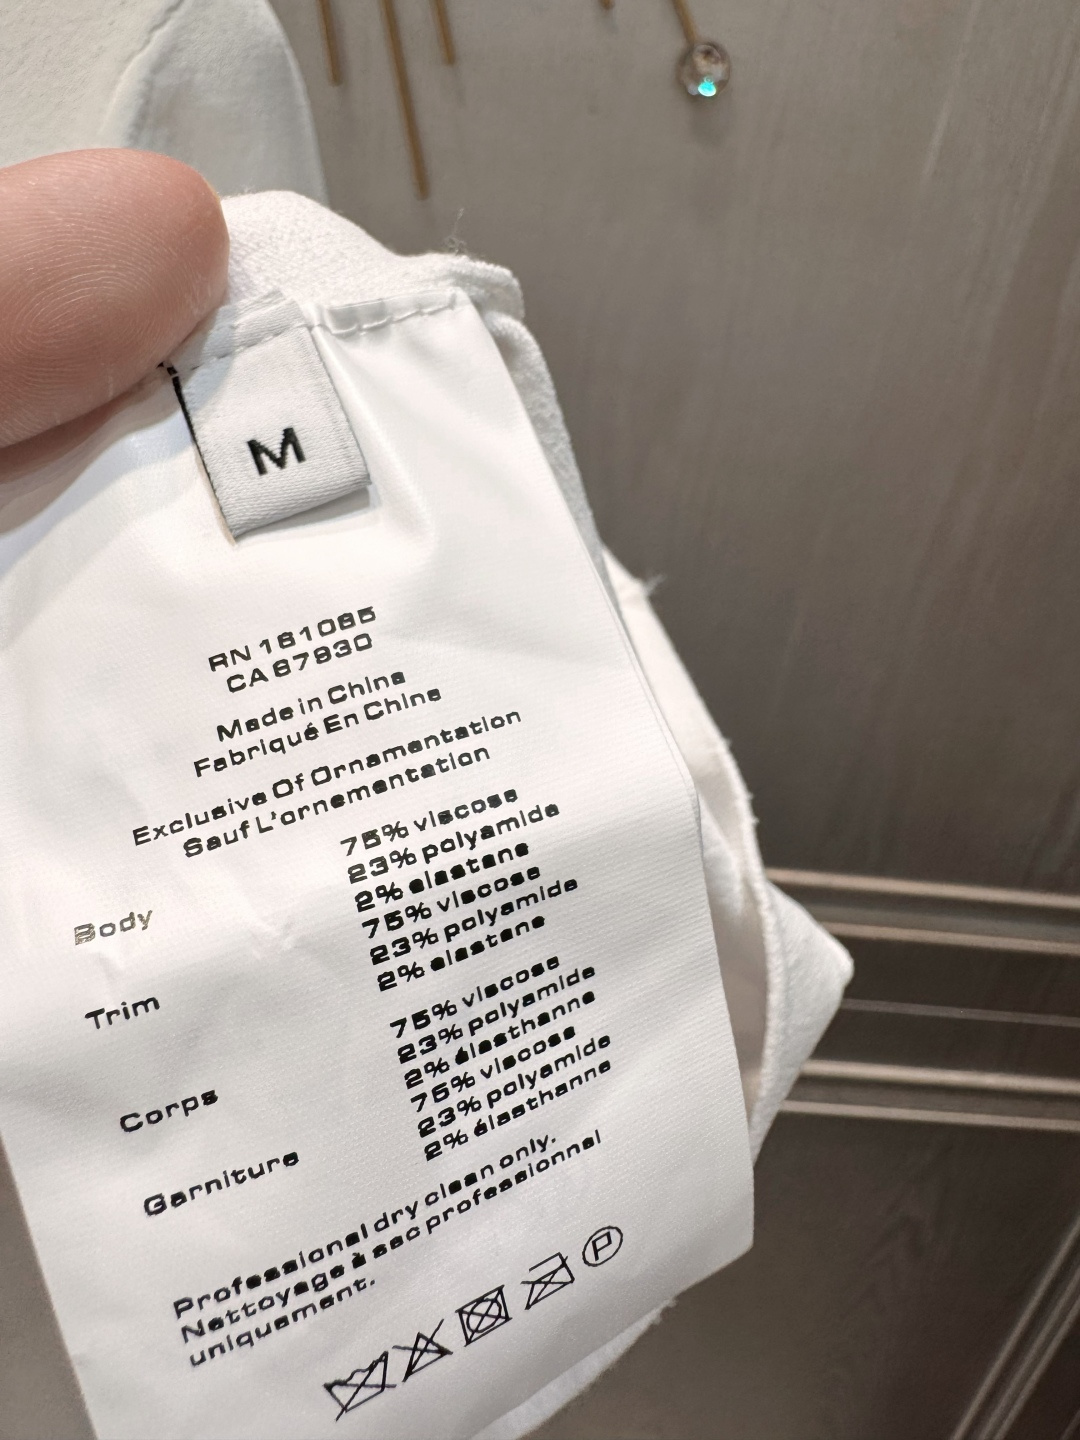 M
RN 161085
CA 67930
Made in China
Fabriqué En China
Exclusive Of Ornamentation
Sauf L'ornementation
Body
75% viscose
23% polyamide
2% elastane
Trim
75% viscose
23% polyamide
2% elastane
Corps
75% viscose
23% polyamide
2% élasthanne
Garniture
75% viscose
23% polyamide
2% élasthanne
Professional dry clean only.
Nettoyage à sec professionnel
uniquement.
P